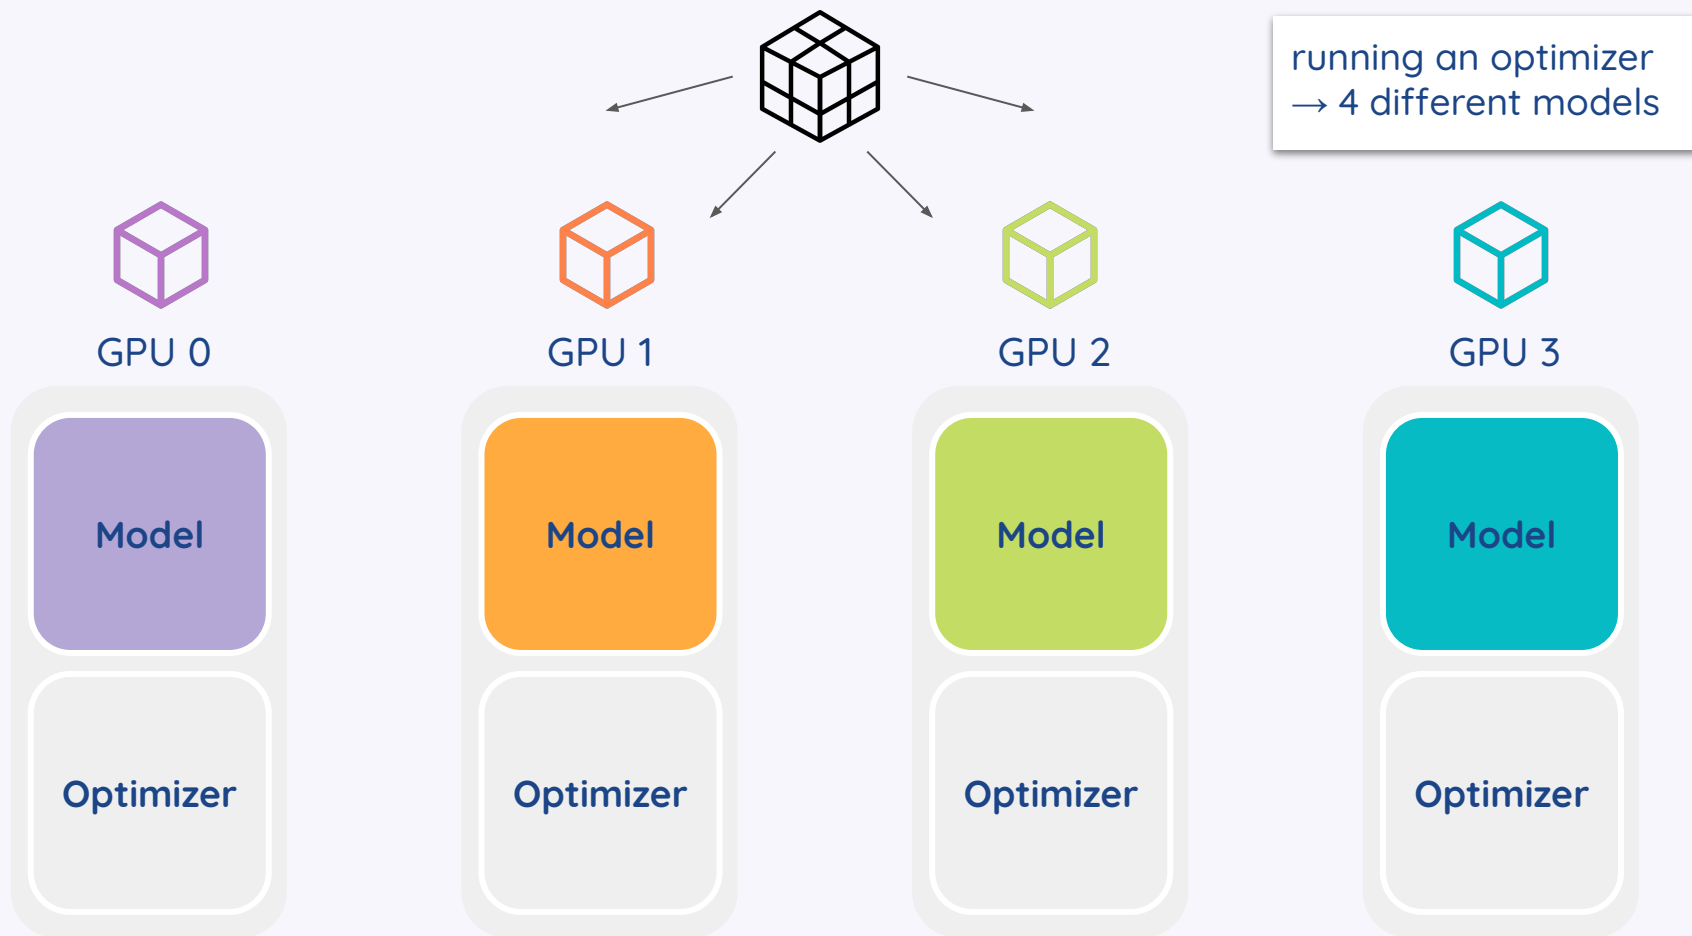 running an optimizer
→ 4 different models
GPU 0
GPU 1
GPU 2
GPU 3
Model
Model
Model
Model
Optimizer
Optimizer
Optimizer
Optimizer